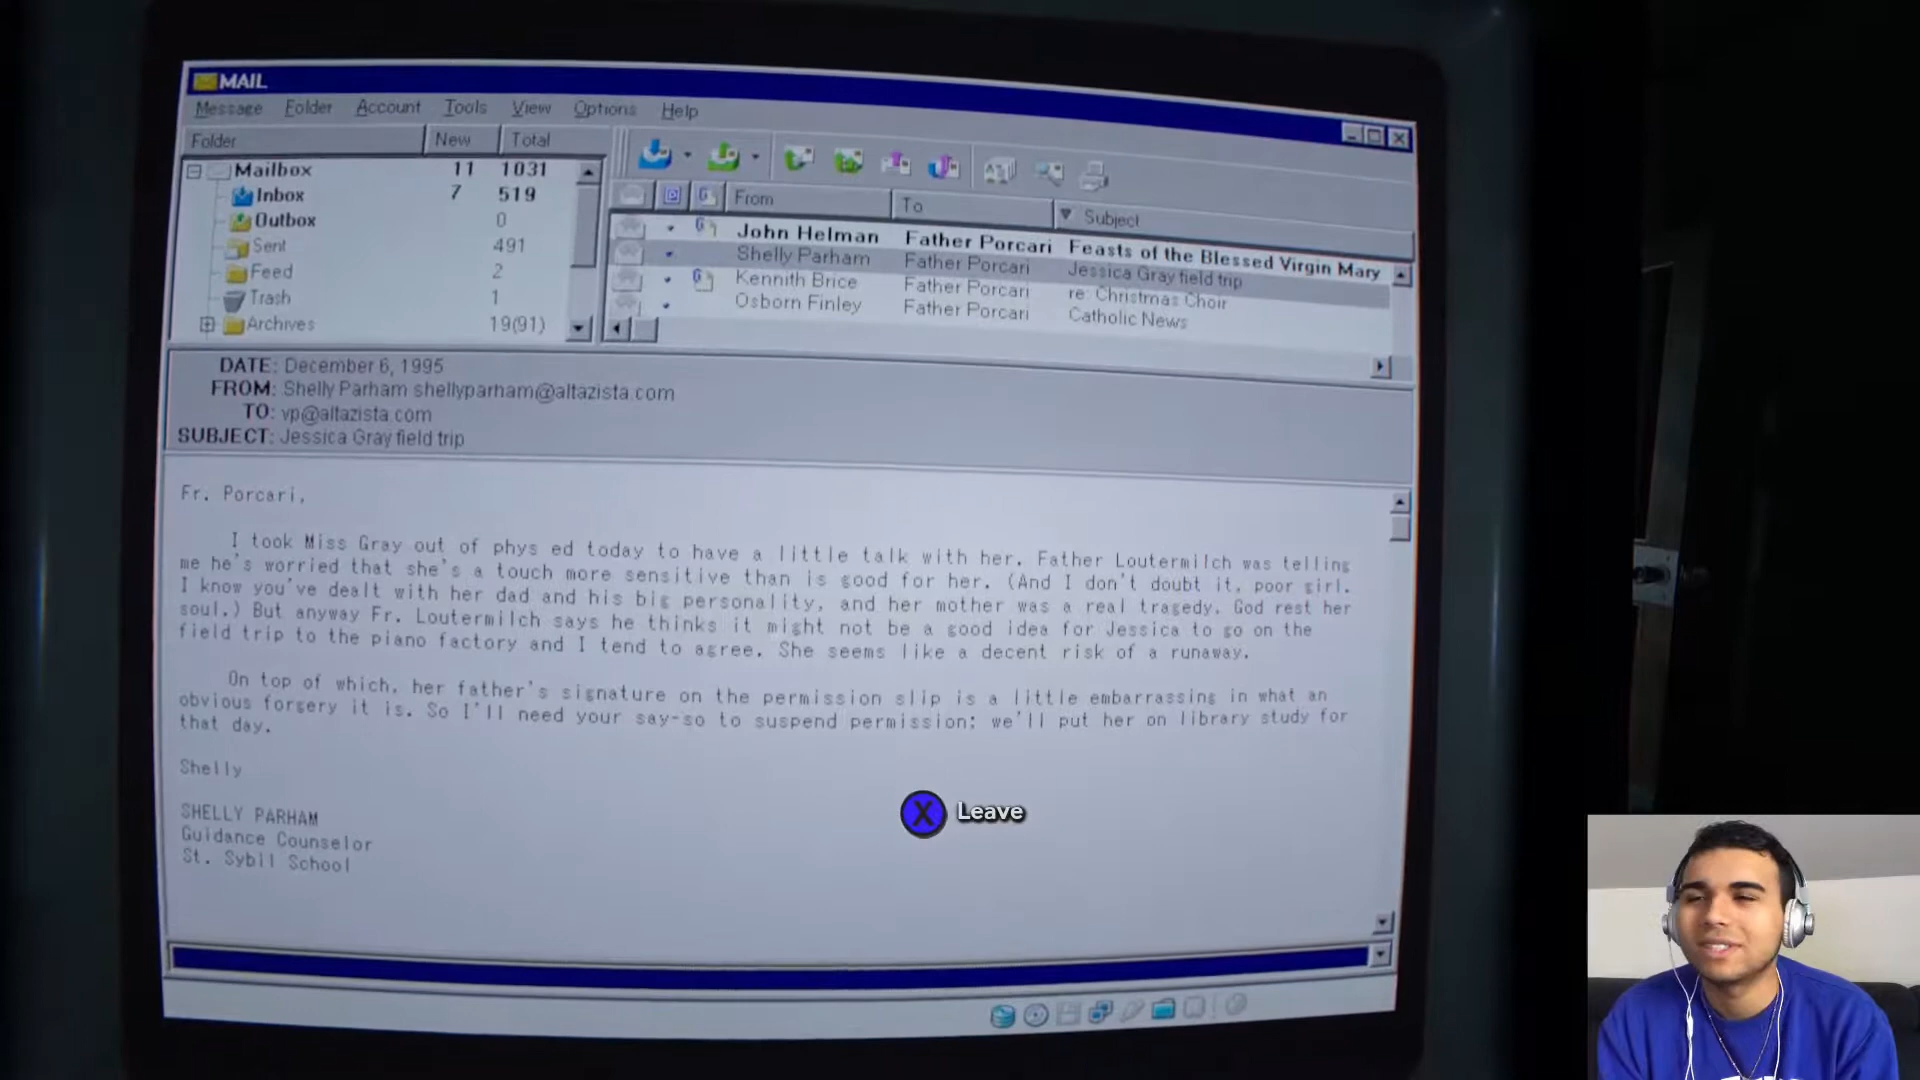 MAIL
Message Folder Account Tools View Options Help
Folder New Total
Mailbox 11 1031
Inbox 7 519
Outbox 0
Sent 491
Feed 2
Trash 1
Archives 19(91)
From To Subject
John Helman Father Porcari Feasts of the Blessed Virgin Mary
Shelly Parham Father Porcari Jessica Gray field trip
Kennith Brice Father Porcari re: Christmas Choir
Osborn Finley Father Porcari Catholic News
DATE: December 6, 1995
FROM: Shelly Parham shellyparham@altazista.com
TO: vp@altazista.com
SUBJECT: Jessica Gray field trip
Fr. Porcari,
I took Miss Gray out of phys ed today to have a little talk with her. Father Loutermilch was telling
me he's worried that she's a touch more sensitive than is good for her. (And I don't doubt it, poor girl.
I know you've dealt with her dad and his big personality, and her mother was a real tragedy. God rest her
soul.) But anyway Fr. Loutermilch says he thinks it might not be a good idea for Jessica to go on the
field trip to the piano factory and I tend to agree. She seems like a decent risk of a runaway.
On top of which, her father's signature on the permission slip is a little embarrassing in what an
obvious forgery it is. So I'll need your say-so to suspend permission; we'll put her on library study for
that day.
Shelly
SHELLY PARHAM
Guidance Counselor
St. Sybil School
X Leave